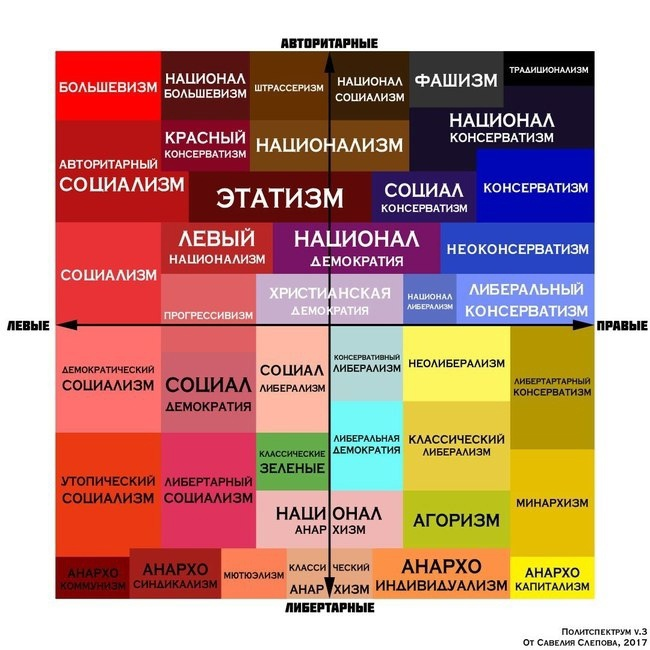 АВТОРИТАРНЫЕ
БОЛЬШЕВИЗМ
НАЦИОНАЛ
БОЛЬШЕВИЗМ
ШТРАССЕРИЗМ
НАЦИОНАЛ
СОЦИАЛИЗМ
ФАШИЗМ
ТРАДИЦИОНАЛИЗМ
НАЦИОНАЛ
КОНСЕРВАТИЗМ
КРАСНЫЙ
КОНСЕРВАТИЗМ
НАЦИОНАЛИЗМ
АВТОРИТАРНЫЙ
СОЦИАЛИЗМ
ЭТАТИЗМ
СОЦИАЛ
КОНСЕРВАТИЗМ
КОНСЕРВАТИЗМ
СОЦИАЛИЗМ
ЛЕВЫЙ
НАЦИОНАЛИЗМ
НАЦИОНАЛ
ДЕМОКРАТИЯ
НЕОКОНСЕРВАТИЗМ
ПРОГРЕССИВИЗМ
ХРИСТИАНСКАЯ
ДЕМОКРАТИЯ
НАЦИОНАЛ
ЛИБЕРАЛИЗМ
ЛИБЕРАЛЬНЫЙ
КОНСЕРВАТИЗМ
ЛЕВЫЕ
ПРАВЫЕ
ДЕМОКРАТИЧЕСКИЙ
СОЦИАЛИЗМ
СОЦИАЛ
ДЕМОКРАТИЯ
СОЦИАЛ
ЛИБЕРАЛИЗМ
КОНСЕРВАТИВНЫЙ
ЛИБЕРАЛИЗМ
НЕОЛИБЕРАЛИЗМ
ЛИБЕРТАРТАРНЫЙ
КОНСЕРВАТИЗМ
УТОПИЧЕСКИЙ
СОЦИАЛИЗМ
ЛИБЕРТАРНЫЙ
СОЦИАЛИЗМ
КЛАССИЧЕСКИЕ
ЗЕЛЕНЫЕ
ЛИБЕРАЛЬНАЯ
ДЕМОКРАТИЯ
КЛАССИЧЕСКИЙ
ЛИБЕРАЛИЗМ
НАЦИОНАЛ
АНАРХИЗМ
АГОРИЗМ
МИНАРХИЗМ
АНАРХО
КОММУНИЗМ
АНАРХО
СИНДИКАЛИЗМ
МЮТЮЭЛИЗМ
КЛАССИЧЕСКИЙ
АНАРХИЗМ
АНАРХО
ИНДИВИДУАЛИЗМ
АНАРХО
КАПИТАЛИЗМ
ЛИБЕРТАРНЫЕ
ПОЛИТСПЕКТРУМ V.3
ОТ САВЕЛИЯ СЛЕПОВА, 2017